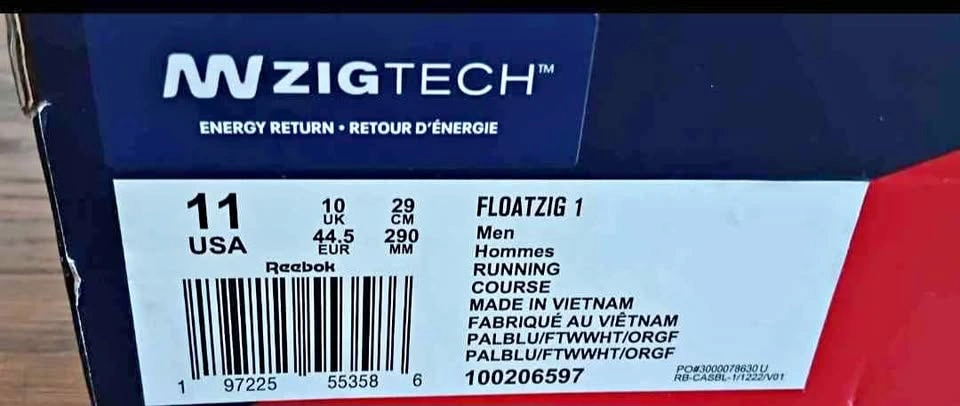 ZIGTECH™
ENERGY RETURN • RETOUR D'ÉNERGIE
11
USA
10
UK
44.5
EUR
29
CM
290
MM
Reebok
1 97225 55358 6
FLOATZIG 1
Men
Hommes
RUNNING
COURSE
MADE IN VIETNAM
FABRIQUÉ AU VIÊTNAM
PALBLU/FTWWHT/ORGF
PALBLU/FTWWHT/ORGF
100206597
PO#3000078630 U
RB-CASBL-1/1222/V01